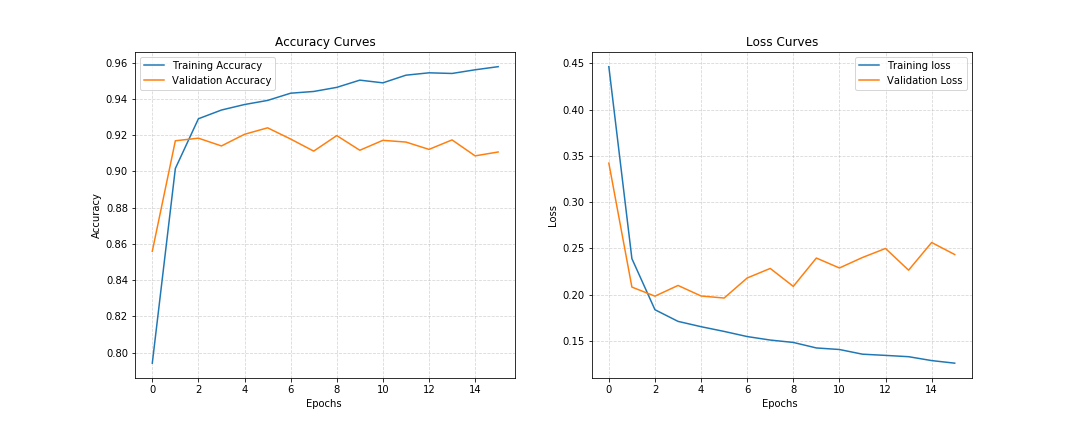 Accuracy Curves
Training Accuracy
Validation Accuracy
0.96
0.94
0.92
0.90
0.88
0.86
0.84
0.82
0.80
Accuracy
0 2 4 6 8 10 12 14
Epochs
Loss Curves
Training loss
Validation Loss
0.45
0.40
0.35
0.30
0.25
0.20
0.15
Loss
0 2 4 6 8 10 12 14
Epochs